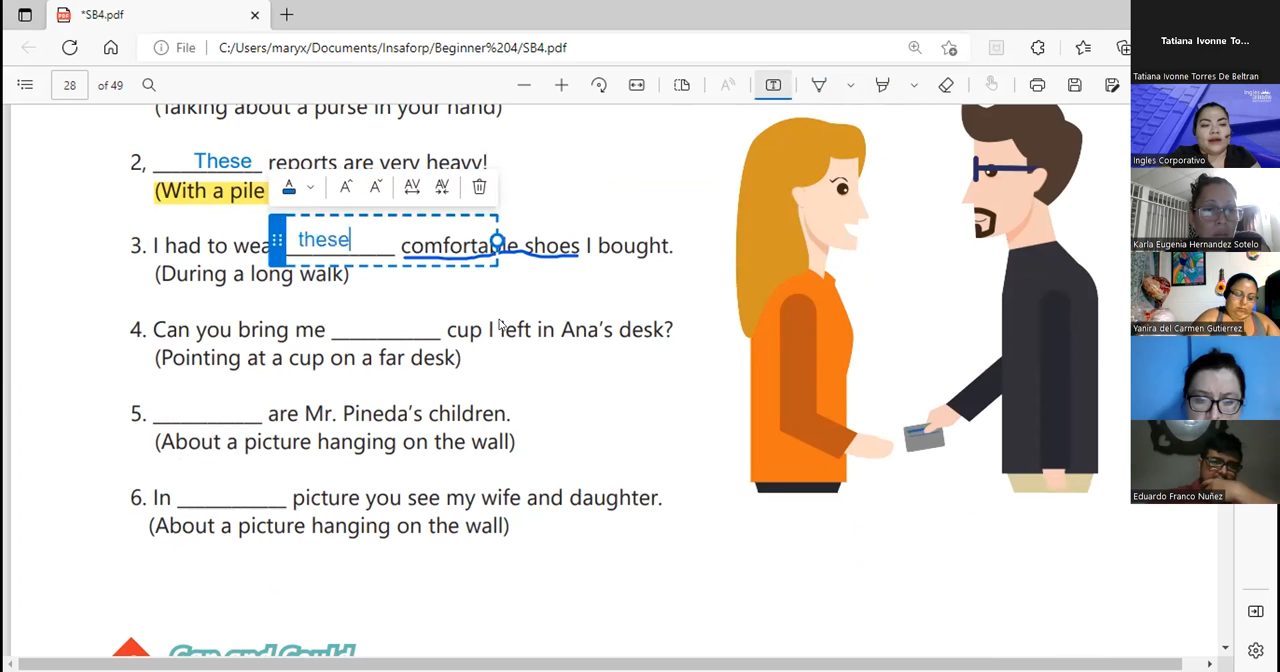 *SB4.pdf
File
C:/Users/maryx/Documents/Insaforp/Beginner%204/SB4.pdf
28 of 49
(Talking about a purse in your hand)
2, These reports are very heavy!
(With a pile
3. I had to wea these comfortable shoes I bought.
(During a long walk)
4. Can you bring me __________ cup I left in Ana's desk?
(Pointing at a cup on a far desk)
5. __________ are Mr. Pineda's children.
(About a picture hanging on the wall)
6. In __________ picture you see my wife and daughter.
(About a picture hanging on the wall)
Can and Could
Tatiana Ivonne To...
Tatiana Ivonne Torres De Beltran
Ingles Corporativo
Karla Eugenia Hernandez Sotelo
Yanira del Carmen Gutierrez
Eduardo Franco Nuñez